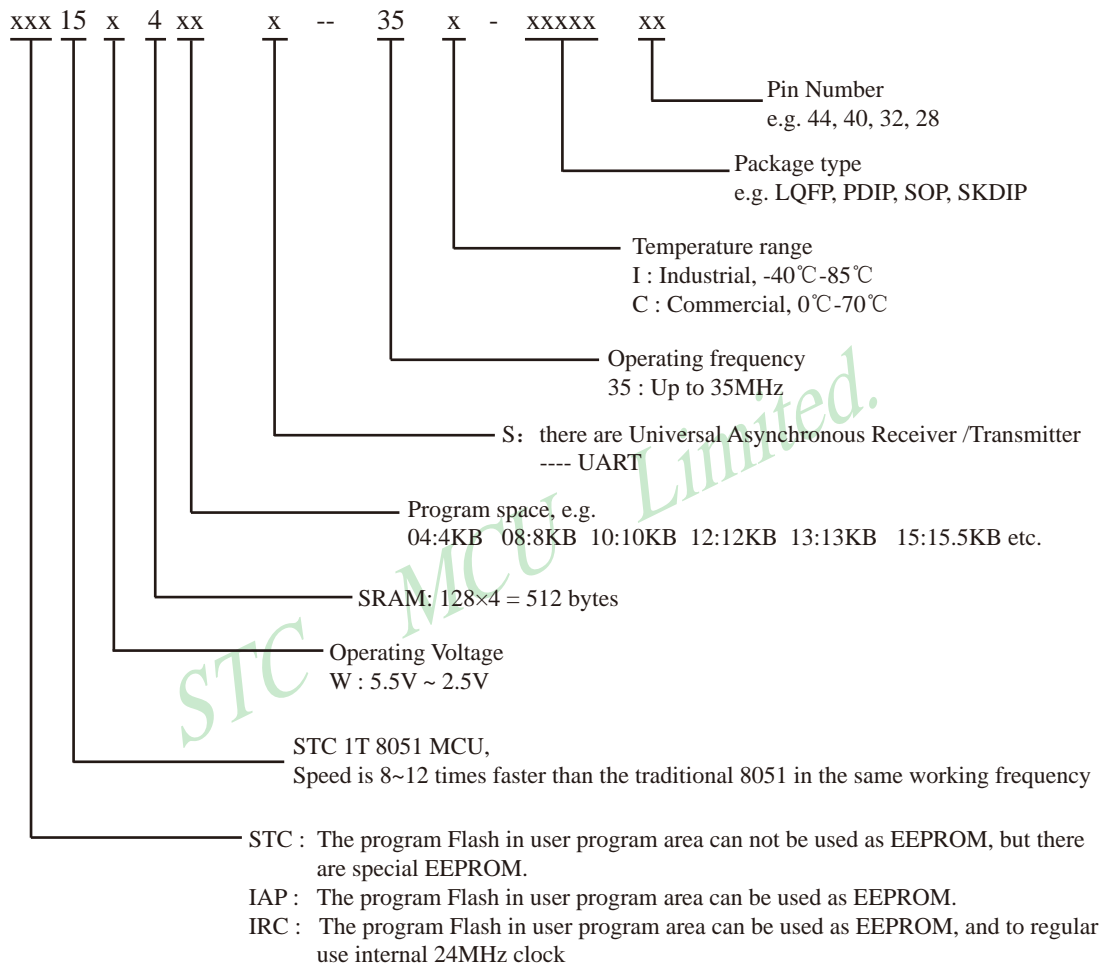 xxx 15 x 4 xx x -- 35 x - xxxxx xx
Pin Number
e.g. 44, 40, 32, 28
Package type
e.g. LQFP, PDIP, SOP, SKDIP
Temperature range
I : Industrial, -40℃-85℃
C : Commercial, 0℃-70℃
Operating frequency
35 : Up to 35MHz
S： there are Universal Asynchronous Receiver /Transmitter
---- UART
Program space, e.g.
04:4KB 08:8KB 10:10KB 12:12KB 13:13KB 15:15.5KB etc.
SRAM: 128×4 = 512 bytes
Operating Voltage
W : 5.5V ~ 2.5V
STC 1T 8051 MCU,
Speed is 8~12 times faster than the traditional 8051 in the same working frequency
STC : The program Flash in user program area can not be used as EEPROM, but there
are special EEPROM.
IAP : The program Flash in user program area can be used as EEPROM.
IRC : The program Flash in user program area can be used as EEPROM, and to regular
use internal 24MHz clock
STC MCU Limited.